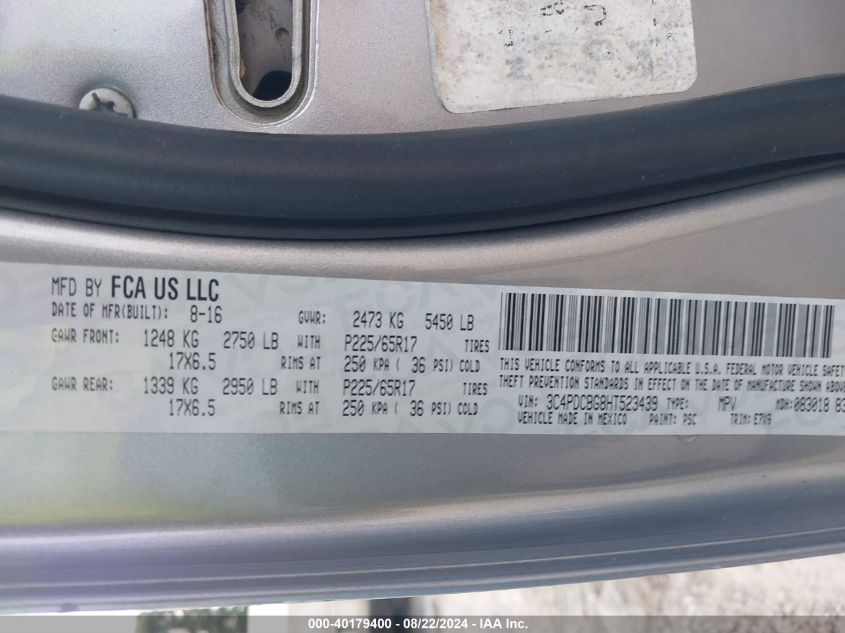 MFD BY FCA US LLC
DATE OF MFR(BUILT): 8-16 GVWR: 2473 KG 5450 LB
GAWR FRONT: 1248 KG 2750 LB WITH P225/65R17 TIRES
17X6.5 RIMS AT 250 KPA ( 36 PSI) COLD
GAWR REAR: 1339 KG 2950 LB WITH P225/65R17 TIRES
17X6.5 RIMS AT 250 KPA ( 36 PSI) COLD
THIS VEHICLE CONFORMS TO ALL APPLICABLE U.S.A. FEDERAL MOTOR VEHICLE SAFETY
THEFT PREVENTION STANDARDS IN EFFECT ON THE DATE OF MANUFACTURE SHOWN ABOVE
VIN: 3C4PDCBG8HT523439 TYPE: MPV MDH: 083018 83
VEHICLE MADE IN MEXICO PAINT: PSC TRIM: E7X9
000-40179400 - 08/22/2024 - IAA Inc.